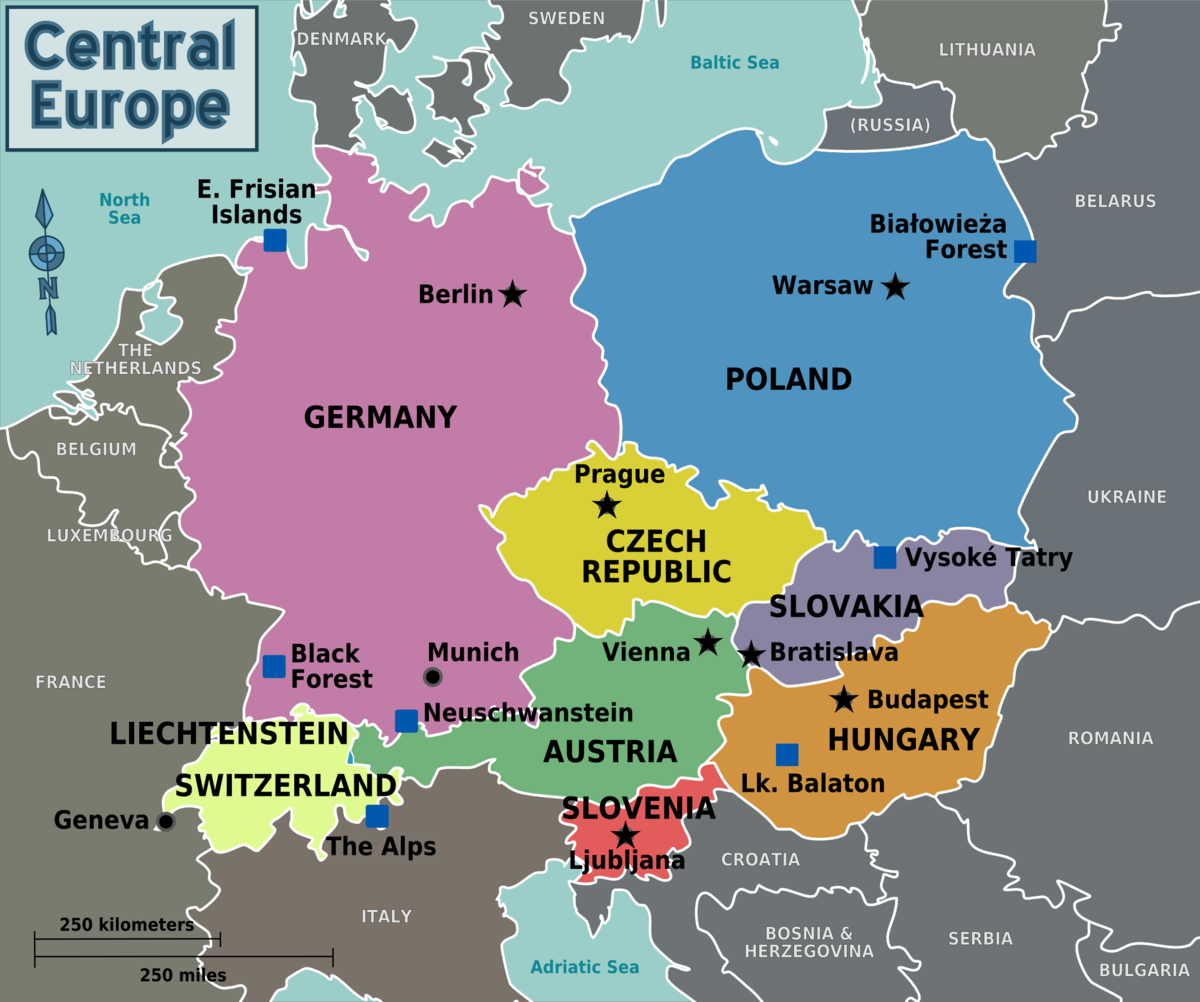 Central
Europe
DENMARK
SWEDEN
Baltic Sea
LITHUANIA
(RUSSIA)
BELARUS
North
Sea
N
E. Frisian
Islands
Białowieża
Forest
Berlin
Warsaw
THE
NETHERLANDS
POLAND
GERMANY
BELGIUM
LUXEMBOURG
Prague
CZECH
REPUBLIC
UKRAINE
Vysoké Tatry
SLOVAKIA
Vienna
Bratislava
Black
Forest
Munich
FRANCE
Neuschwanstein
Budapest
LIECHTENSTEIN
AUSTRIA
HUNGARY
ROMANIA
SWITZERLAND
Lk. Balaton
SLOVENIA
Geneva
The Alps
Ljubljana
CROATIA
ITALY
250 kilometers
250 miles
BOSNIA &
HERZEGOVINA
SERBIA
Adriatic Sea
BULGARIA